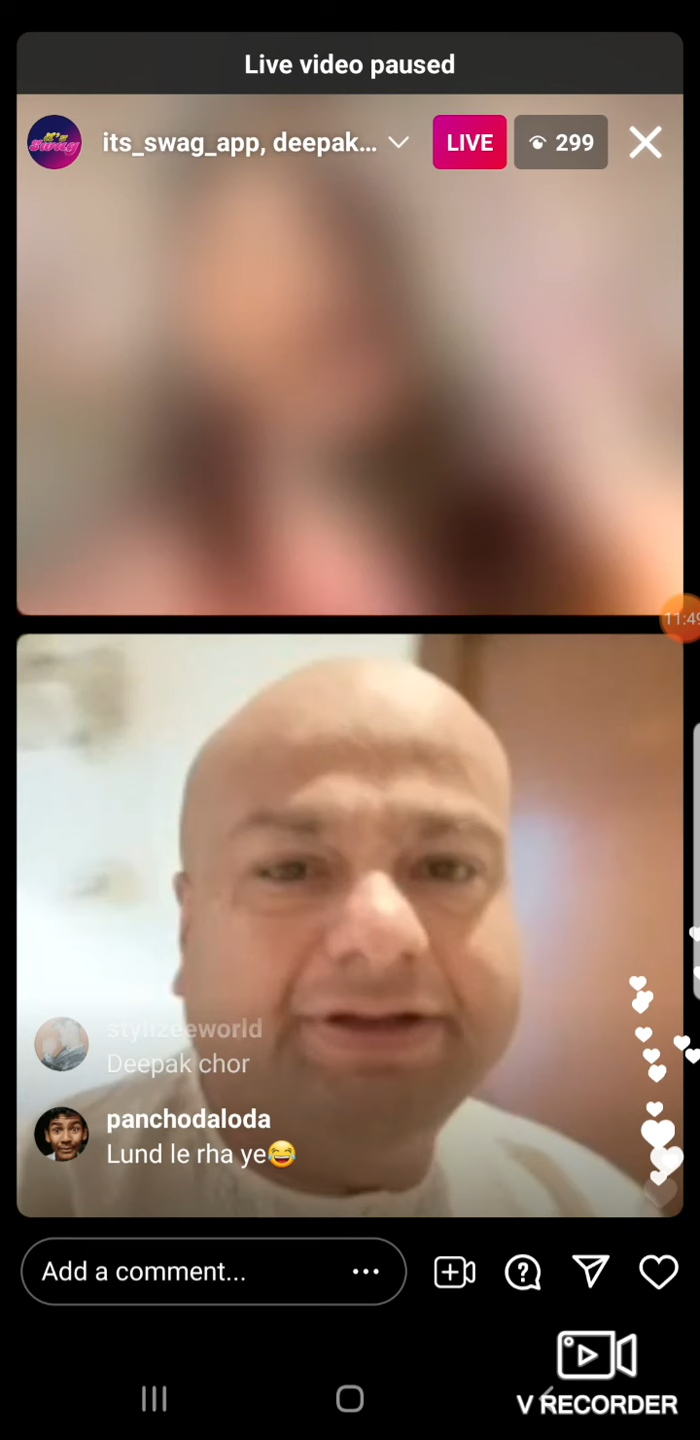 Live video paused
its_swag_app, deepak...
LIVE
299
11:49
stylizeeworld
Deepak chor
panchodaloda
Lund le rha ye😂
Add a comment...
V RECORDER